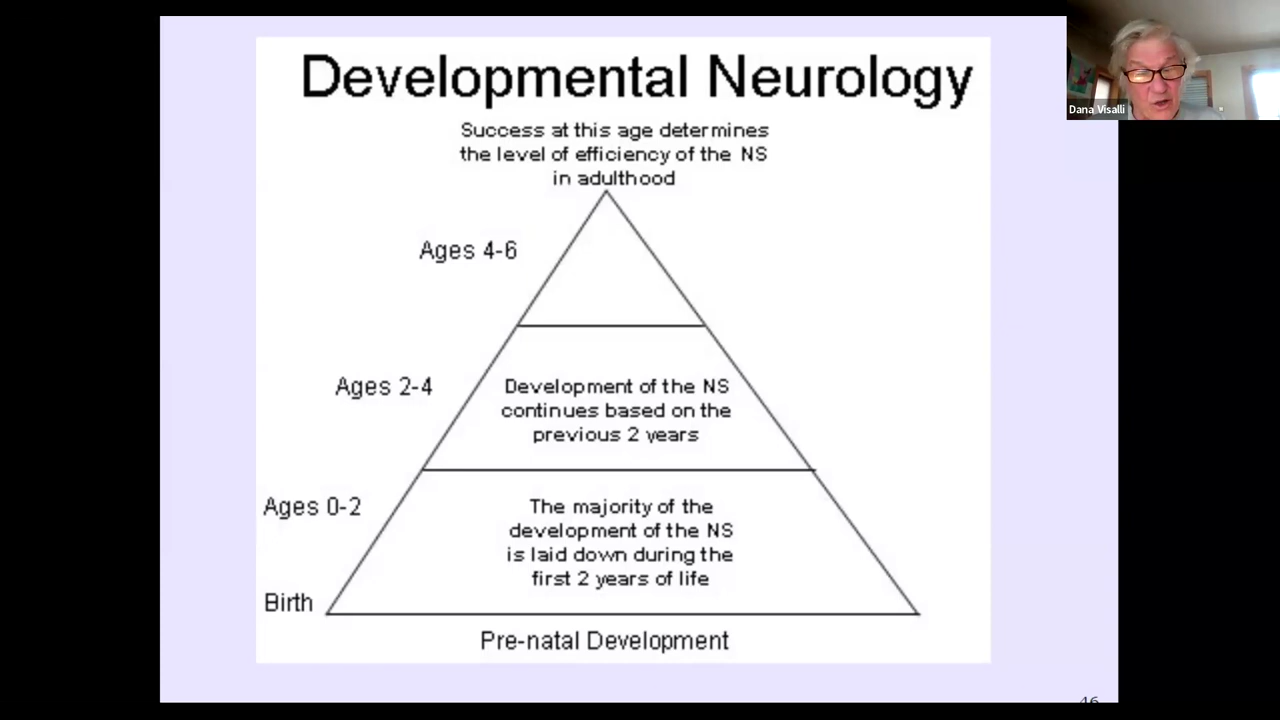 Developmental Neurology
Success at this age determines
the level of efficiency of the NS
in adulthood
Ages 4-6
Ages 2-4
Development of the NS
continues based on the
previous 2 years
Ages 0-2
The majority of the
development of the NS
is laid down during the
first 2 years of life
Birth
Pre-natal Development
Dana Visalli
46